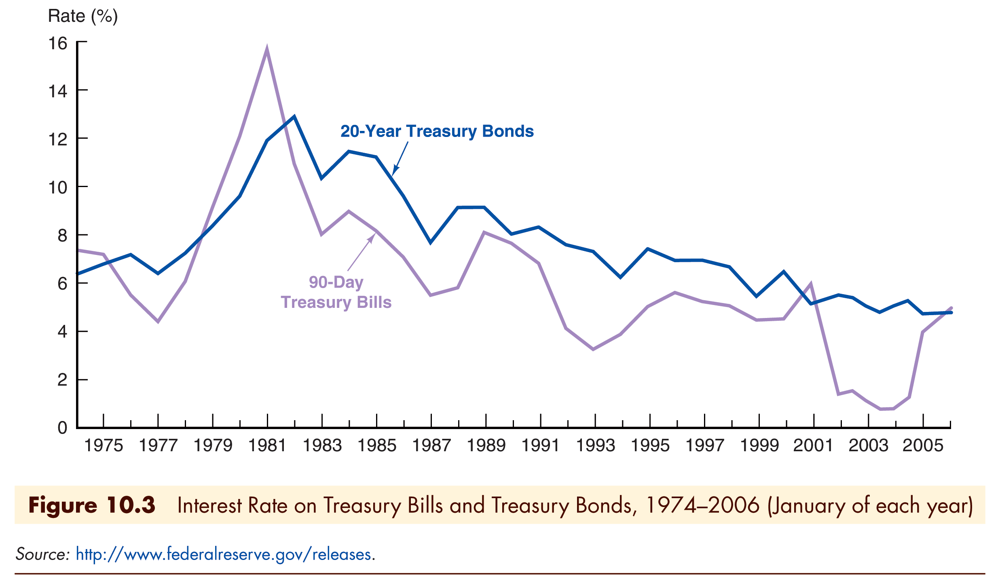 Rate (%)
16
14
12
10
8
6
4
2
0
20-Year Treasury Bonds
90-Day
Treasury Bills
1975 1977 1979 1981 1983 1985 1987 1989 1991 1993 1995 1997 1999 2001 2003 2005
Figure 10.3 Interest Rate on Treasury Bills and Treasury Bonds, 1974–2006 (January of each year)
Source: http://www.federalreserve.gov/releases.